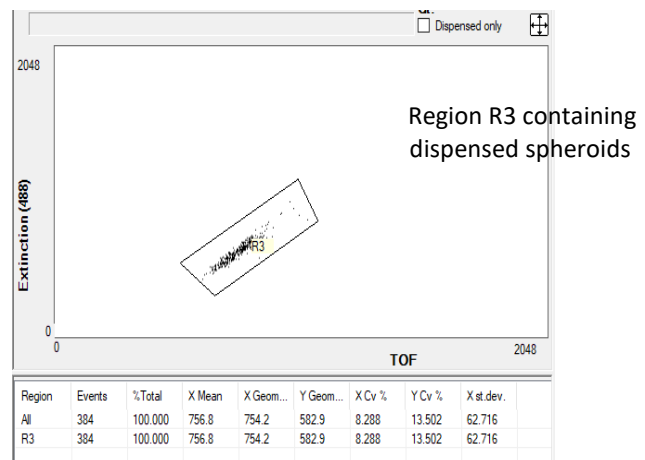 Dispensed only
2048
Region R3 containing
dispensed spheroids
Extinction (488)
R3
0
0
2048
TOF
Region Events %Total X Mean X Geom... Y Geom... X Cv % Y Cv % X st.dev.
All 384 100.000 756.8 754.2 582.9 8.288 13.502 62.716
R3 384 100.000 756.8 754.2 582.9 8.288 13.502 62.716